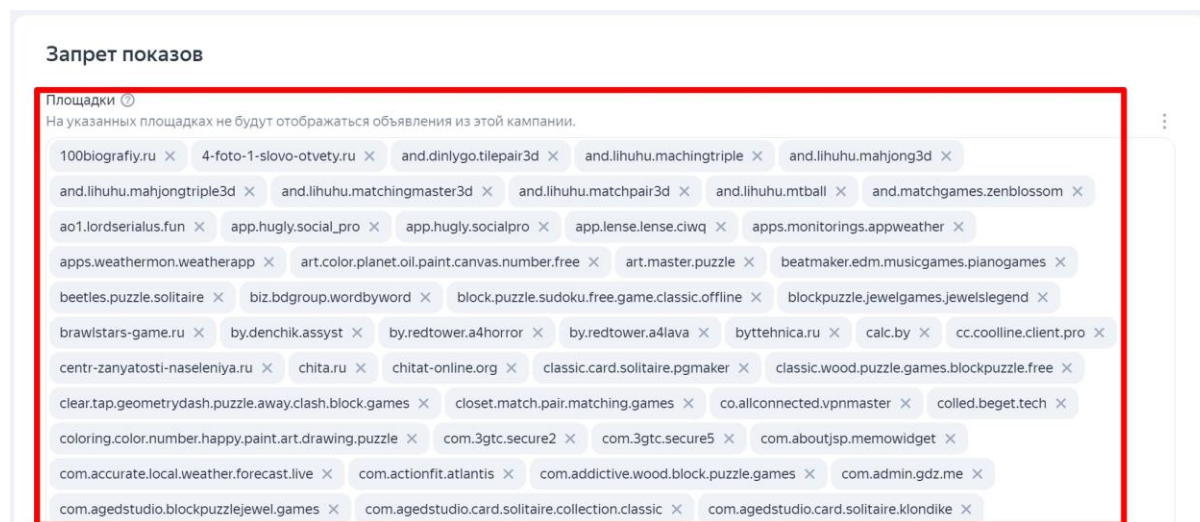 Запрет показов
Площадки
На указанных площадках не будут отображаться объявления из этой кампании.
100biografiy.ru × 4-foto-1-slovo-otvety.ru × and.dinlygo.tilepair3d × and.lihuhu.machingtriple × and.lihuhu.mahjong3d ×
and.lihuhu.mahjongtriple3d × and.lihuhu.matchingmaster3d × and.lihuhu.matchpair3d × and.lihuhu.mtball × and.matchgames.zenblossom ×
ao1.lordserialus.fun × app.hugly.social_pro × app.hugly.socialpro × app.lense.lense.ciwq × apps.monitorings.appweather ×
apps.weathermon.weatherapp × art.color.planet.oil.paint.canvas.number.free × art.master.puzzle × beatmaker.edm.musicgames.pianogames ×
beetles.puzzle.solitaire × biz.bdgroup.wordbyword × block.puzzle.sudoku.free.game.classic.offline × blockpuzzle.jewelgames.jewelslegend ×
brawlstars-game.ru × by.denchik.assyst × by.redtower.a4horror × by.redtower.a4lava × byttehnica.ru × calc.by × cc.coolline.client.pro ×
centr-zanyatosti-naseleniya.ru × chita.ru × chitat-online.org × classic.card.solitaire.pgmaker × classic.wood.puzzle.games.blockpuzzle.free ×
clear.tap.geometrydash.puzzle.away.clash.block.games × closet.match.pair.matching.games × co.allconnected.vpnmaster × colled.beget.tech ×
coloring.color.number.happy.paint.art.drawing.puzzle × com.3gtc.secure2 × com.3gtc.secure5 × com.aboutjsp.memowidget ×
com.accurate.local.weather.forecast.live × com.actionfit.atlantis × com.addictive.wood.block.puzzle.games × com.admin.gdz.me ×
com.agedstudio.blockpuzzlejewel.games × com.agedstudio.card.solitaire.collection.classic × com.agedstudio.card.solitaire.klondike ×